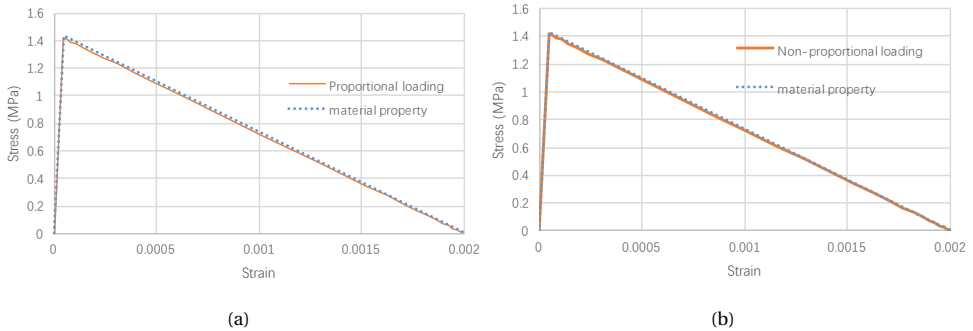 1.6
1.4
1.2
1
0.8
0.6
0.4
0.2
0
Stress (MPa)
0 0.0005 0.001 0.0015 0.002
Strain
Proportional loading
material property
(a)
1.6
1.4
1.2
1
0.8
0.6
0.4
0.2
0
Stress (MPa)
0 0.0005 0.001 0.0015 0.002
Strain
Non-proportional loading
material property
(b)